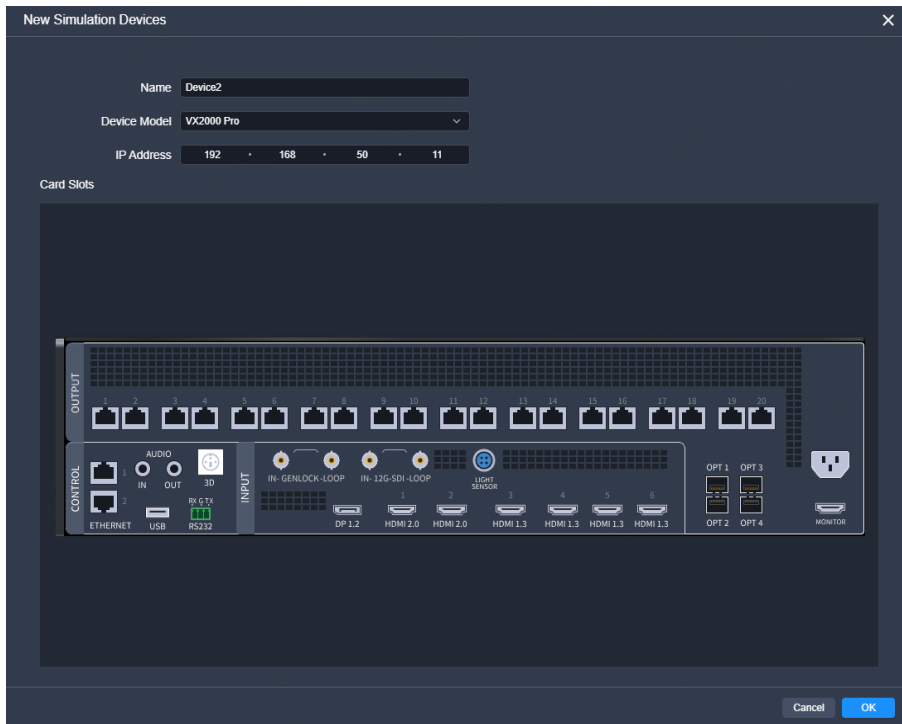 New Simulation Devices
Name Device2
Device Model VX2000 Pro
IP Address 192 . 168 . 50 . 11
Card Slots
OUTPUT
1 2 3 4 5 6 7 8 9 10 11 12 13 14 15 16 17 18 19 20
CONTROL
1
2
ETHERNET
AUDIO
IN OUT
USB
3D
RX G TX
RS232
INPUT
IN- GENLOCK -LOOP
IN- 12G-SDI -LOOP
LIGHT
SENSOR
1 2 3 4 5 6
DP 1.2 HDMI 2.0 HDMI 2.0 HDMI 1.3 HDMI 1.3 HDMI 1.3 HDMI 1.3
OPT 1 OPT 3
OPT 2 OPT 4
MONITOR
Cancel OK